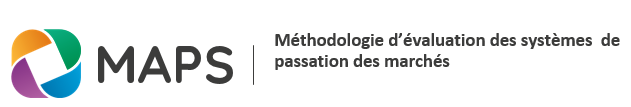 MAPS
Méthodologie d’évaluation des systèmes de
passation des marchés